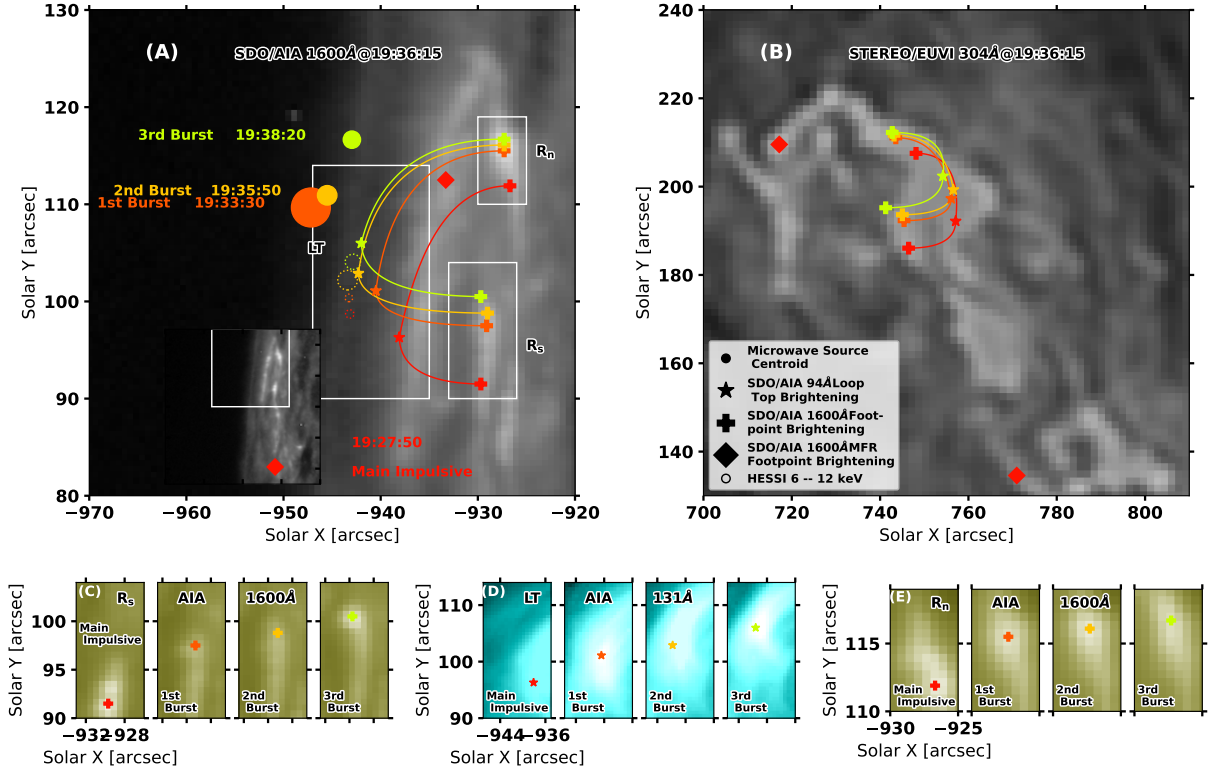 130
120
110
100
90
80
Solar Y [arcsec]
(A)
SDO/AIA 1600Å@19:36:15
3rd Burst 19:38:20
2nd Burst 19:35:50
1st Burst 19:33:30
LT
Rn
Rs
19:27:50
Main Impulsive
−970 −960 −950 −940 −930 −920
Solar X [arcsec]
240
220
200
180
160
140
Solar Y [arcsec]
(B)
STEREO/EUVI 304Å@19:36:15
Microwave Source
Centroid
SDO/AIA 94ÅLoop
Top Brightening
SDO/AIA 1600ÅFoot-
point Brightening
SDO/AIA 1600ÅMFR
Footpoint Brightening
HESSI 6 -- 12 keV
700 720 740 760 780 800
Solar X [arcsec]
(C)
Rs AIA 1600Å
Main
Impulsive
1st
Burst
2nd
Burst
3rd
Burst
100
95
90
Solar Y [arcsec]
−932 −928
Solar X [arcsec]
(D)
LT AIA 131Å
Main
Impulsive
1st
Burst
2nd
Burst
3rd
Burst
110
100
90
Solar Y [arcsec]
−944 −936
Solar X [arcsec]
(E)
Rn AIA 1600Å
Main
Impulsive
1st
Burst
2nd
Burst
3rd
Burst
115
110
Solar Y [arcsec]
−930 −925
Solar X [arcsec]